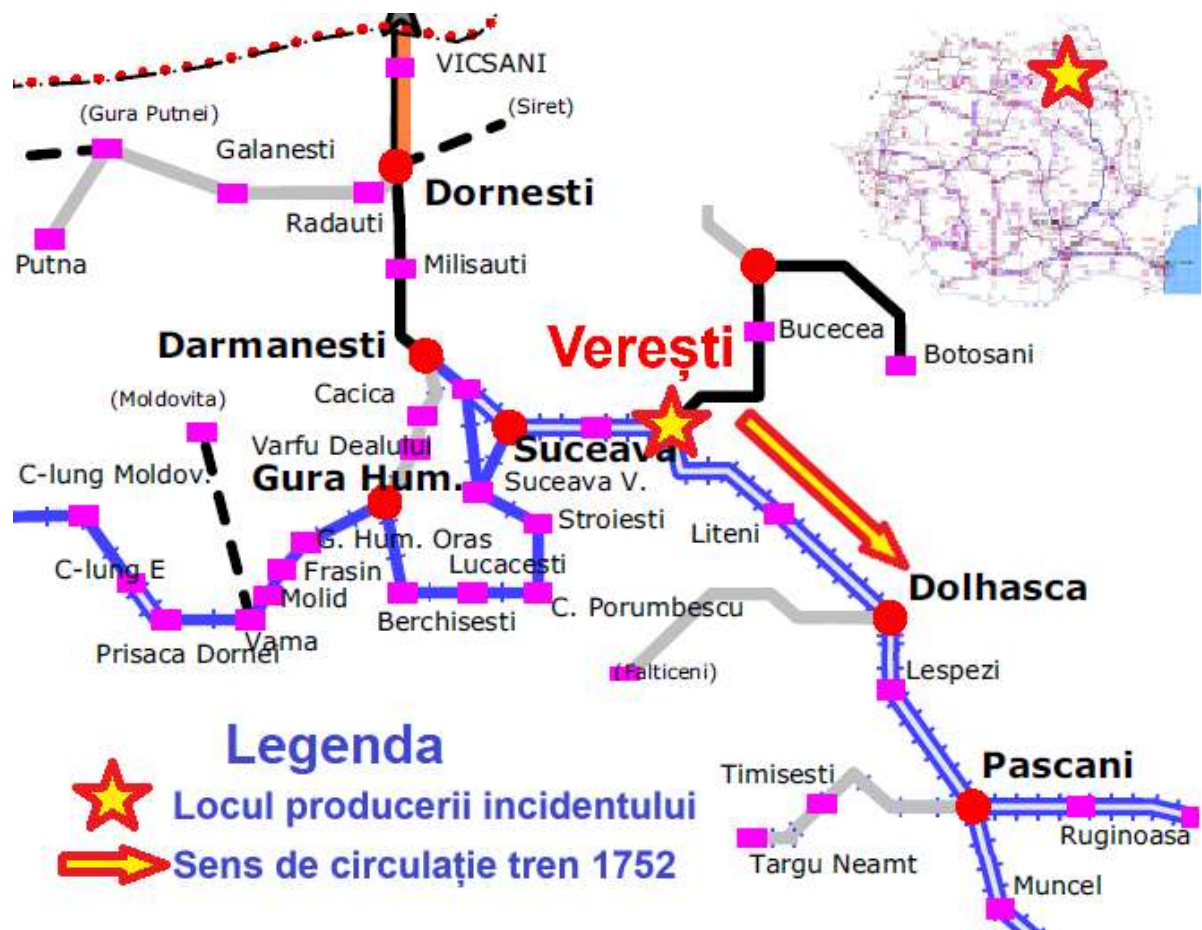 VICSANI
(Siret)
(Gura Putnei)
Galanesti
Dornesti
Radauti
Putna
Milisauti
Verești
Bucecea
Botosani
Darmanesti
Cacica
(Moldovita)
Varfu Dealului
Suceava
C-lung Moldov.
Gura Hum.
Suceava V.
Stroiesti
Liteni
G. Hum. Oras
C-lung E
Frasin
Lucacesti
Molid
Dolhasca
C. Porumbescu
Berchisesti
Vama
Prisaca Dornei
(Falticeni)
Lespezi
Legenda
Locul producerii incidentului
Sens de circulație tren 1752
Timisesti
Pascani
Ruginoasa
Targu Neamt
Muncel